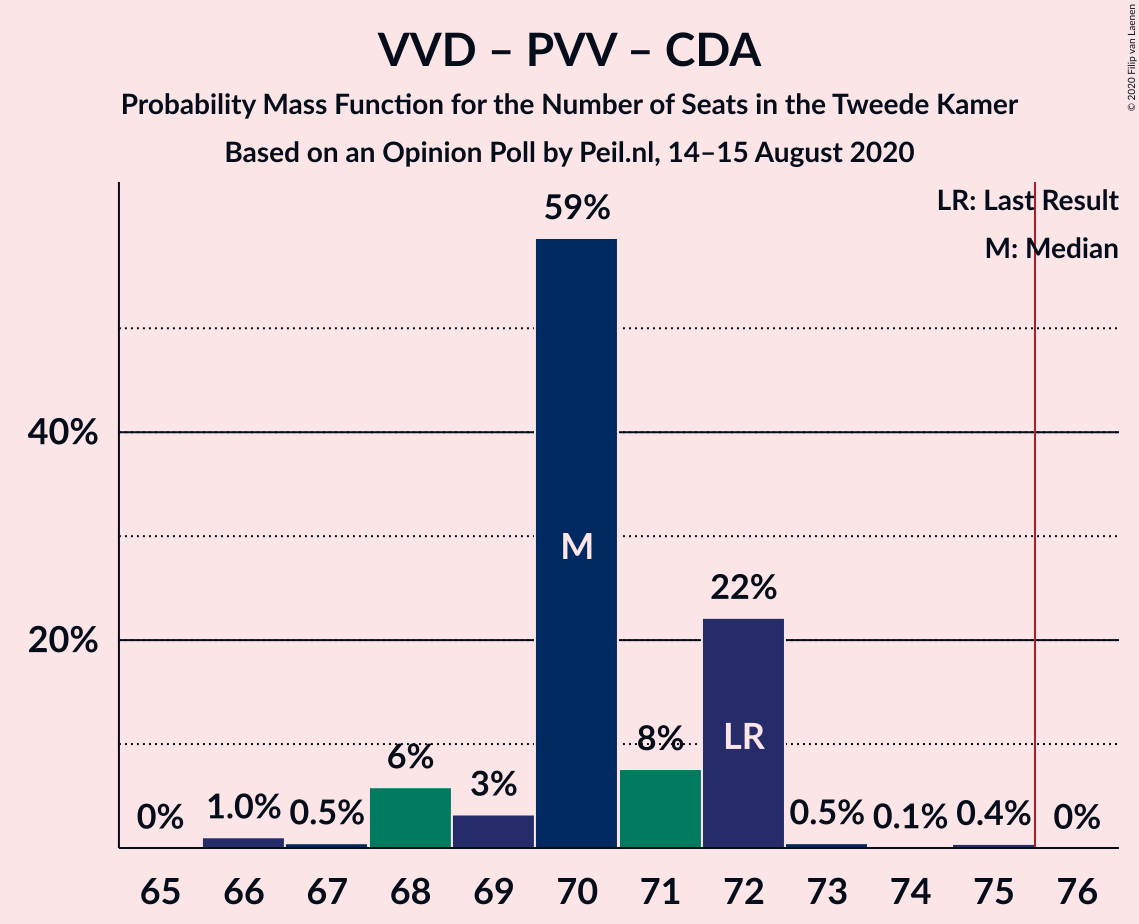 VVD – PVV – CDA
Probability Mass Function for the Number of Seats in the Tweede Kamer
Based on an Opinion Poll by Peil.nl, 14–15 August 2020
© 2020 Filip van Laenen
LR: Last Result
M: Median
59%
40%
M
22%
20%
LR
8%
6%
3%
0% 1.0% 0.5% 0.5% 0.1% 0.4% 0%
65 66 67 68 69 70 71 72 73 74 75 76